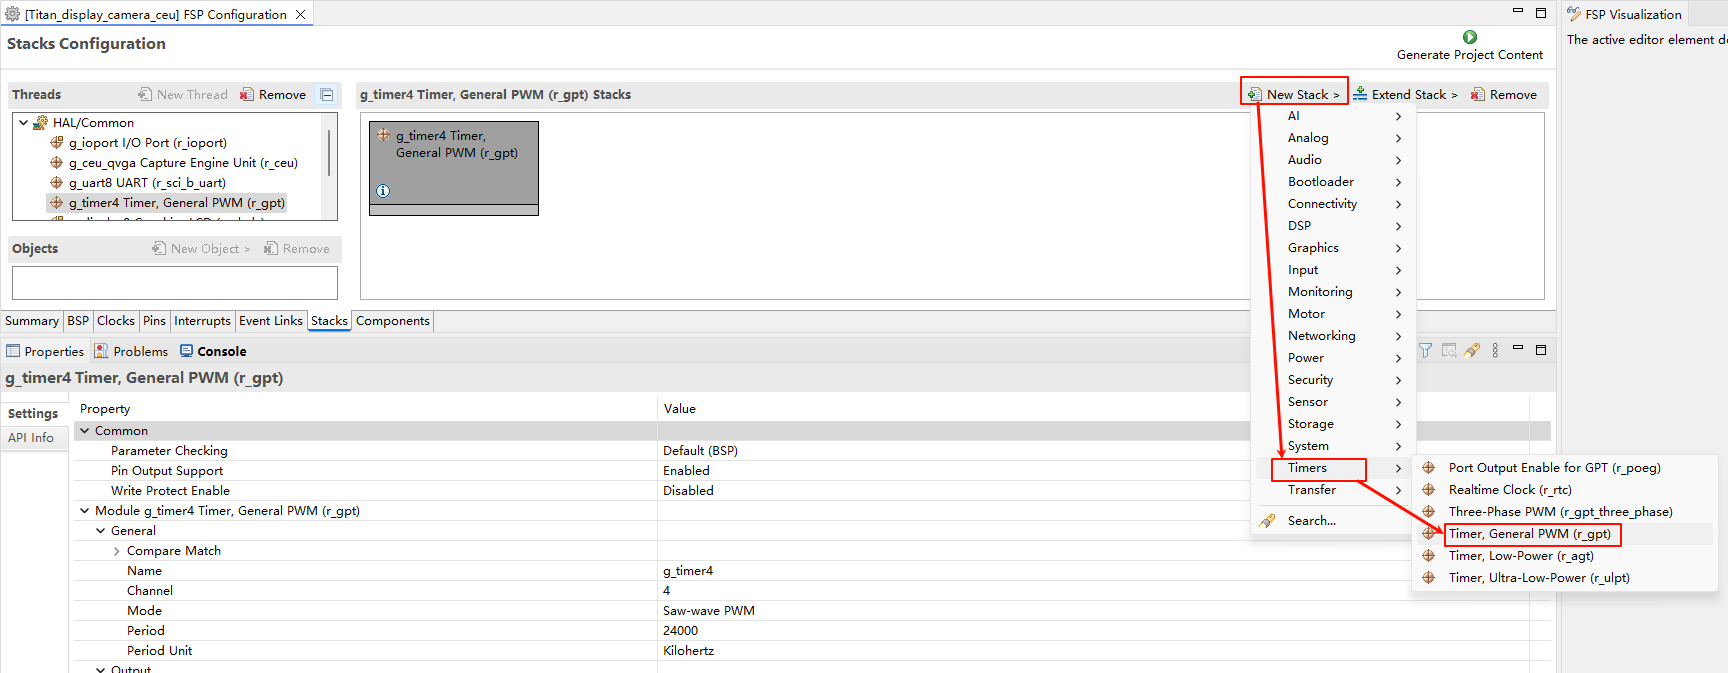 [Titan_display_camera_ceu] FSP Configuration
FSP Visualization
Stacks Configuration
The active editor element d
Generate Project Content
Threads
New Thread
Remove
g_timer4 Timer, General PWM (r_gpt) Stacks
New Stack >
Extend Stack >
Remove
HAL/Common
g_ioport I/O Port (r_ioport)
g_ceu_qvga Capture Engine Unit (r_ceu)
g_uart8 UART (r_sci_b_uart)
g_timer4 Timer, General PWM (r_gpt)
g_timer4 Timer,
General PWM (r_gpt)
Objects
New Object >
Remove
AI
Analog
Audio
Bootloader
Connectivity
DSP
Graphics
Input
Monitoring
Motor
Networking
Power
Security
Sensor
Storage
System
Timers
Transfer
Search...
Port Output Enable for GPT (r_poeg)
Realtime Clock (r_rtc)
Three-Phase PWM (r_gpt_three_phase)
Timer, General PWM (r_gpt)
Timer, Low-Power (r_agt)
Timer, Ultra-Low-Power (r_ulpt)
Summary
BSP
Clocks
Pins
Interrupts
Event Links
Stacks
Components
Properties
Problems
Console
g_timer4 Timer, General PWM (r_gpt)
Settings
API Info
Property
Value
Common
Parameter Checking
Default (BSP)
Pin Output Support
Enabled
Write Protect Enable
Disabled
Module g_timer4 Timer, General PWM (r_gpt)
General
Compare Match
Name
g_timer4
Channel
4
Mode
Saw-wave PWM
Period
24000
Period Unit
Kilohertz
Output